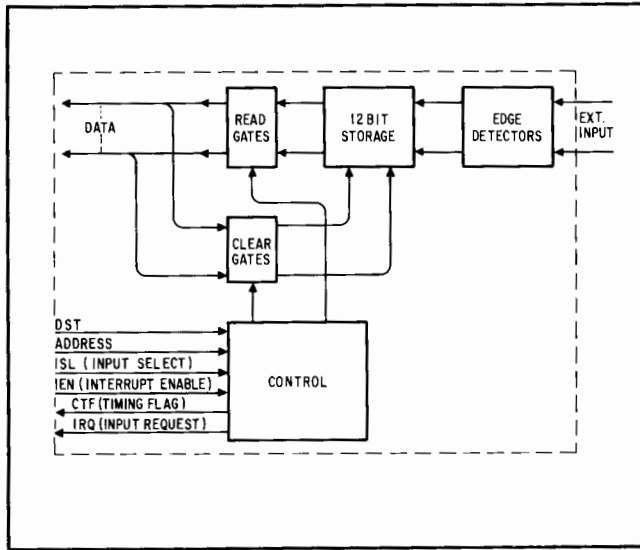 READ
GATES
12 BIT
STORAGE
EDGE
DETECTORS
EXT.
INPUT
DATA
CLEAR
GATES
DST
ADDRESS
ISL (INPUT SELECT)
IEN (INTERRUPT ENABLE)
CTF (TIMING FLAG)
IRQ (INPUT REQUEST)
CONTROL